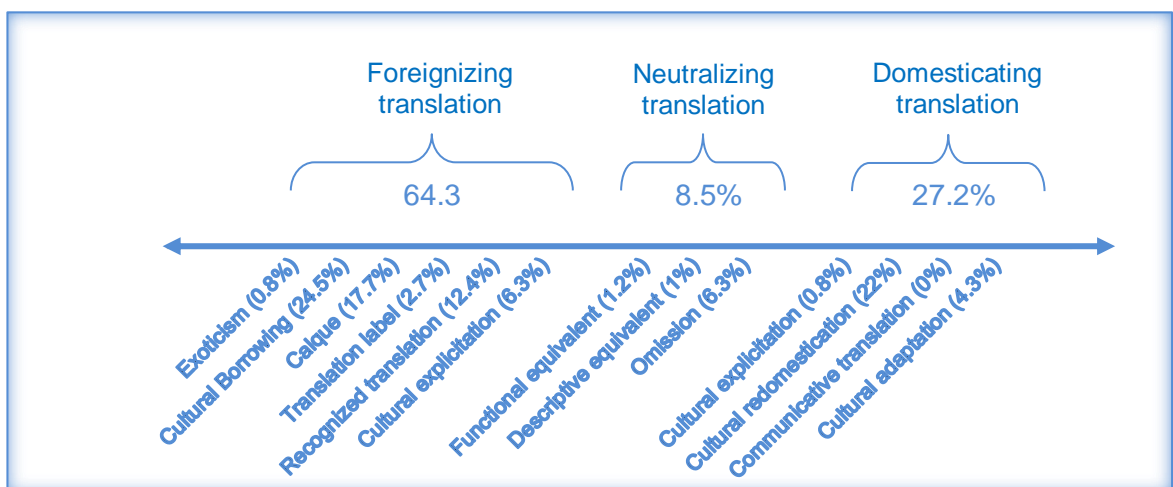 Foreignizing
translation
Neutralizing
translation
Domesticating
translation
64.3
8.5%
27.2%
Exoticism (0.8%)
Cultural Borrowing (24.5%)
Calque (17.7%)
Translation label (2.7%)
Recognized translation (12.4%)
Cultural explicitation (6.3%)
Functional equivalent (1.2%)
Descriptive equivalent (1%)
Omission (6.3%)
Cultural explicitation (0.8%)
Cultural redomestication (22%)
Communicative translation (0%)
Cultural adaptation (4.3%)